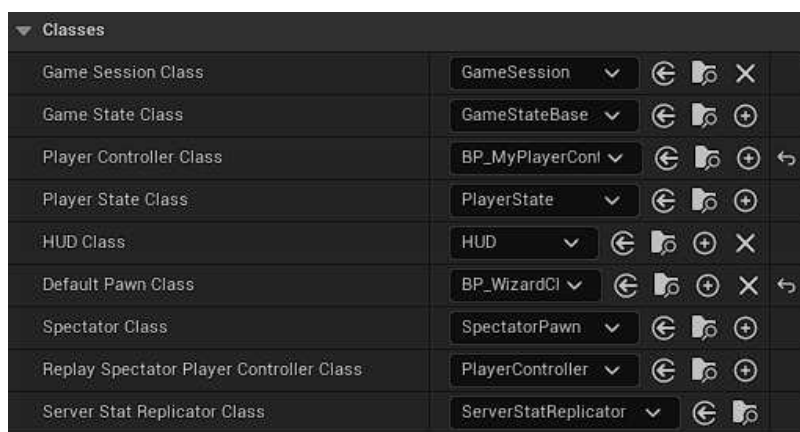 Classes
Game Session Class GameSession
Game State Class GameStateBase
Player Controller Class BP_MyPlayerCont
Player State Class PlayerState
HUD Class HUD
Default Pawn Class BP_WizardCl
Spectator Class SpectatorPawn
Replay Spectator Player Controller Class PlayerController
Server Stat Replicator Class ServerStatReplicator